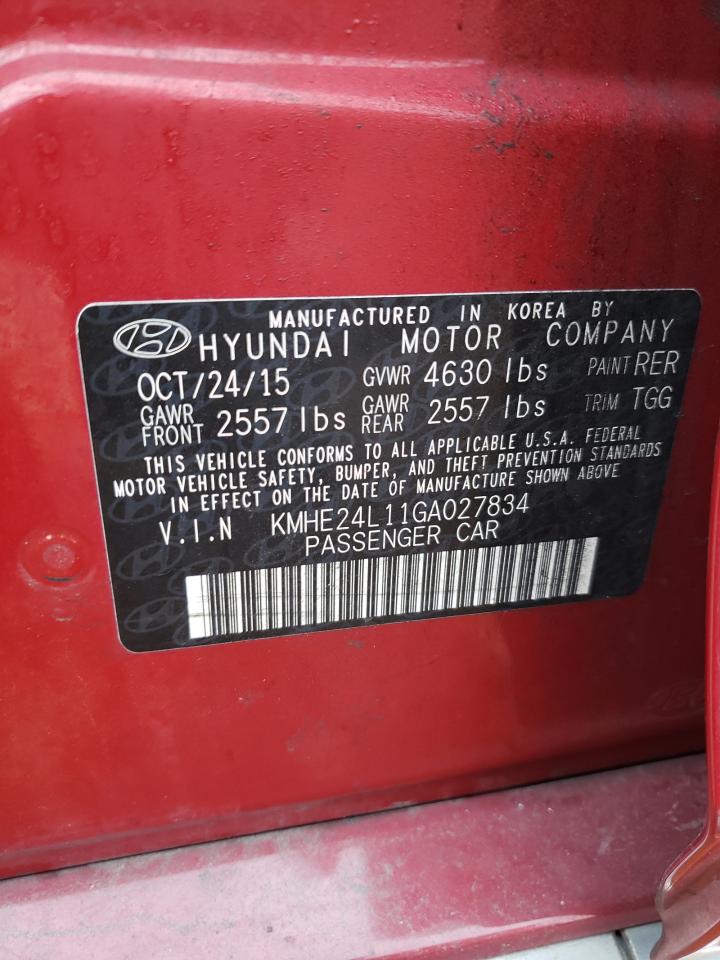 MANUFACTURED IN KOREA BY
HYUNDAI MOTOR COMPANY
OCT/24/15 GVWR 4630 lbs PAINT RER
GAWR FRONT 2557 lbs GAWR REAR 2557 lbs TRIM TGG
THIS VEHICLE CONFORMS TO ALL APPLICABLE U.S.A. FEDERAL
MOTOR VEHICLE SAFETY, BUMPER, AND THEFT PREVENTION STANDARDS
IN EFFECT ON THE DATE OF MANUFACTURE SHOWN ABOVE
V.I.N KMHE24L11GA027834
PASSENGER CAR